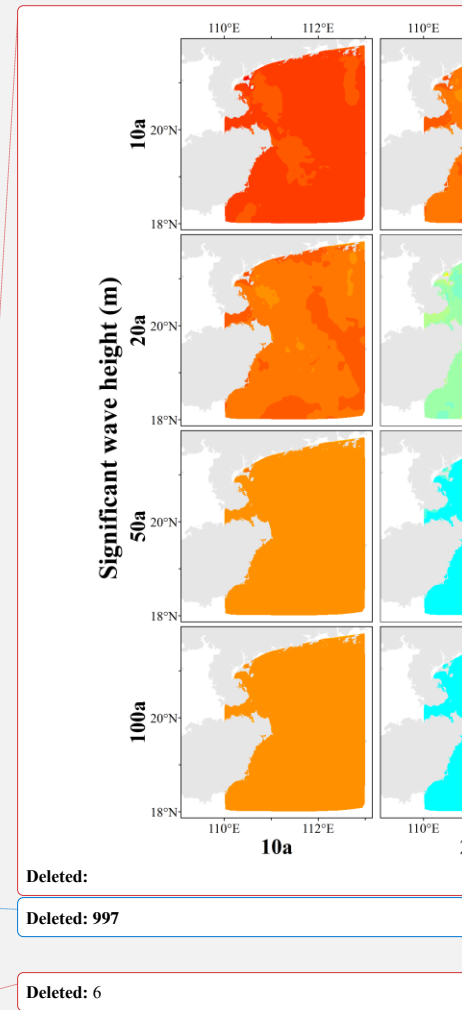 110°E 112°E 110°E
20°N
18°N
10a
20°N
18°N
20a
Significant wave height (m)
20°N
18°N
50a
20°N
18°N
100a
110°E 112°E 110°E
10a
Deleted:
Deleted: 997
Deleted: 6